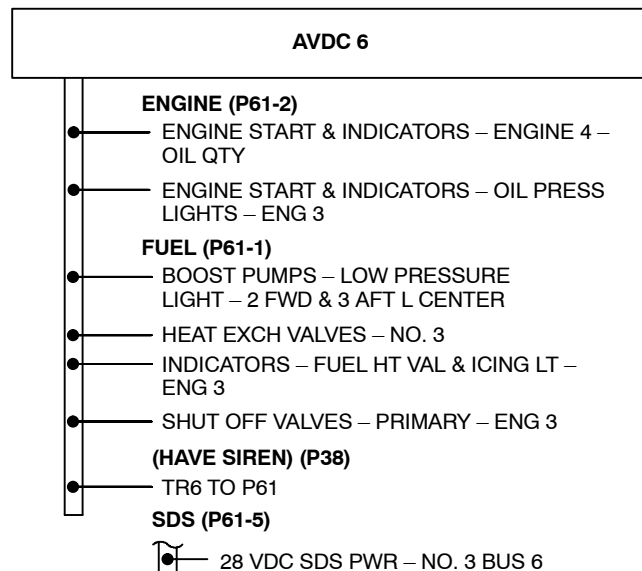 AVDC 6
ENGINE (P61-2)
ENGINE START & INDICATORS – ENGINE 4 –
OIL QTY
ENGINE START & INDICATORS – OIL PRESS
LIGHTS – ENG 3
FUEL (P61-1)
BOOST PUMPS – LOW PRESSURE
LIGHT – 2 FWD & 3 AFT L CENTER
HEAT EXCH VALVES – NO. 3
INDICATORS – FUEL HT VAL & ICING LT –
ENG 3
SHUT OFF VALVES – PRIMARY – ENG 3
(HAVE SIREN) (P38)
TR6 TO P61
SDS (P61-5)
28 VDC SDS PWR – NO. 3 BUS 6